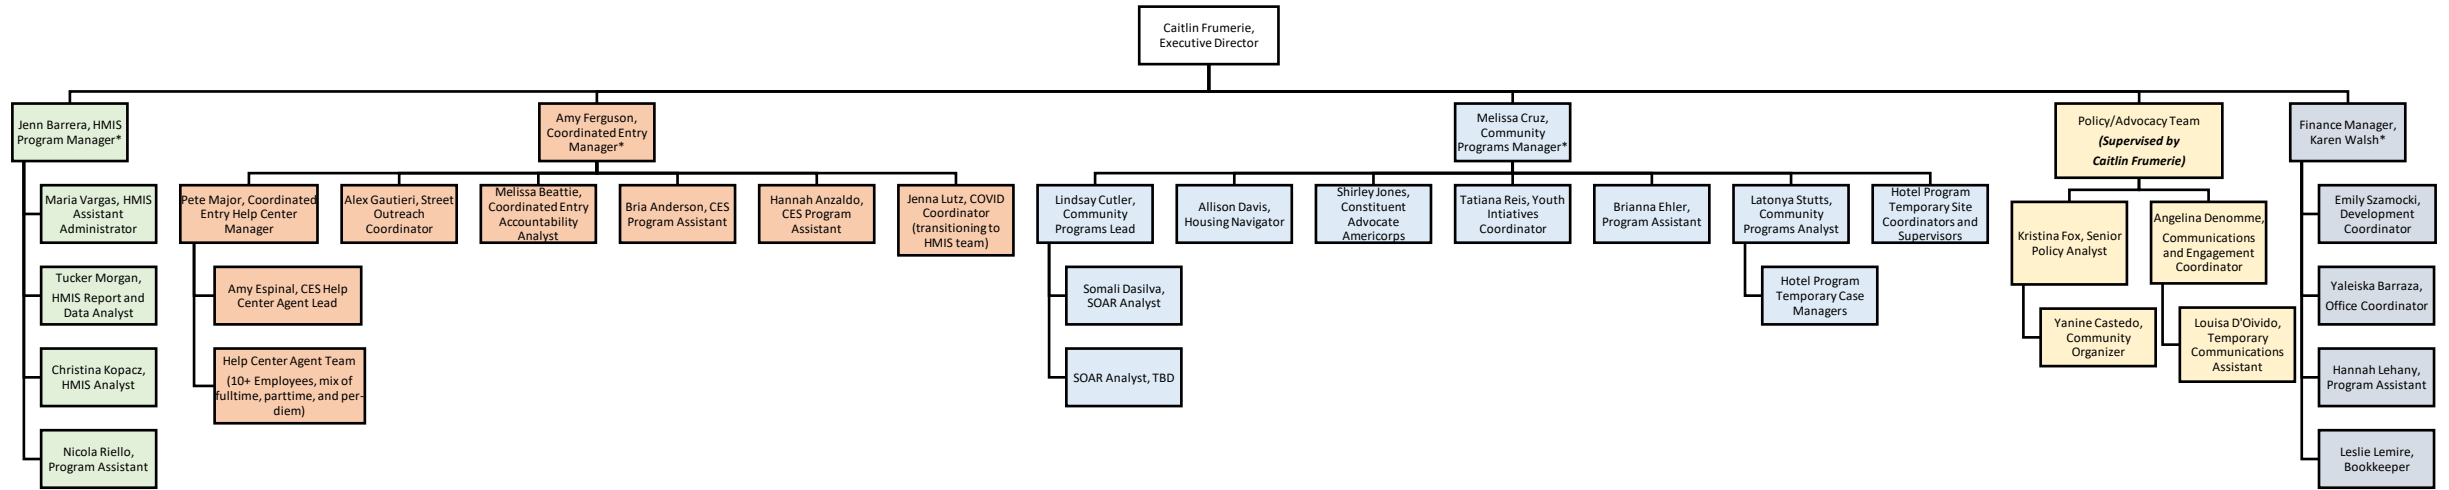 Caitlin Frumerie,
Executive Director
Jenn Barrera, HMIS
Program Manager*
Amy Ferguson,
Coordinated Entry
Manager*
Melissa Cruz,
Community
Programs Manager*
Policy/Advocacy Team
(Supervised by
Caitlin Frumerie)
Finance Manager,
Karen Walsh*
Maria Vargas, HMIS
Assistant
Administrator
Tucker Morgan,
HMIS Report and
Data Analyst
Christina Kopacz,
HMIS Analyst
Nicola Riello,
Program Assistant
Pete Major, Coordinated
Entry Help Center
Manager
Amy Espinal, CES Help
Center Agent Lead
Help Center Agent Team
(10+ Employees, mix of
fulltime, parttime, and per-
diem)
Alex Gautieri, Street
Outreach
Coordinator
Melissa Beattie,
Coordinated Entry
Accountability
Analyst
Bria Anderson, CES
Program Assistant
Hannah Anzaldo,
CES Program
Assistant
Jenna Lutz, COVID
Coordinator
(transitioning to
HMIS team)
Lindsay Cutler,
Community
Programs Lead
Somali Dasilva,
SOAR Analyst
SOAR Analyst, TBD
Allison Davis,
Housing Navigator
Shirley Jones,
Constituent
Advocate
Americorps
Tatiana Reis, Youth
Intiatives
Coordinator
Brianna Ehler,
Program Assistant
Latonya Stutts,
Community
Programs Analyst
Hotel Program
Temporary Case
Managers
Hotel Program
Temporary Site
Coordinators and
Supervisors
Kristina Fox, Senior
Policy Analyst
Yanine Castedo,
Community
Organizer
Angelina Denomme,
Communications
and Engagement
Coordinator
Louisa D'Oivido,
Temporary
Communications
Assistant
Emily Szamocki,
Development
Coordinator
Yaleiska Barraza,
Office Coordinator
Hannah Lehany,
Program Assistant
Leslie Lemire,
Bookkeeper